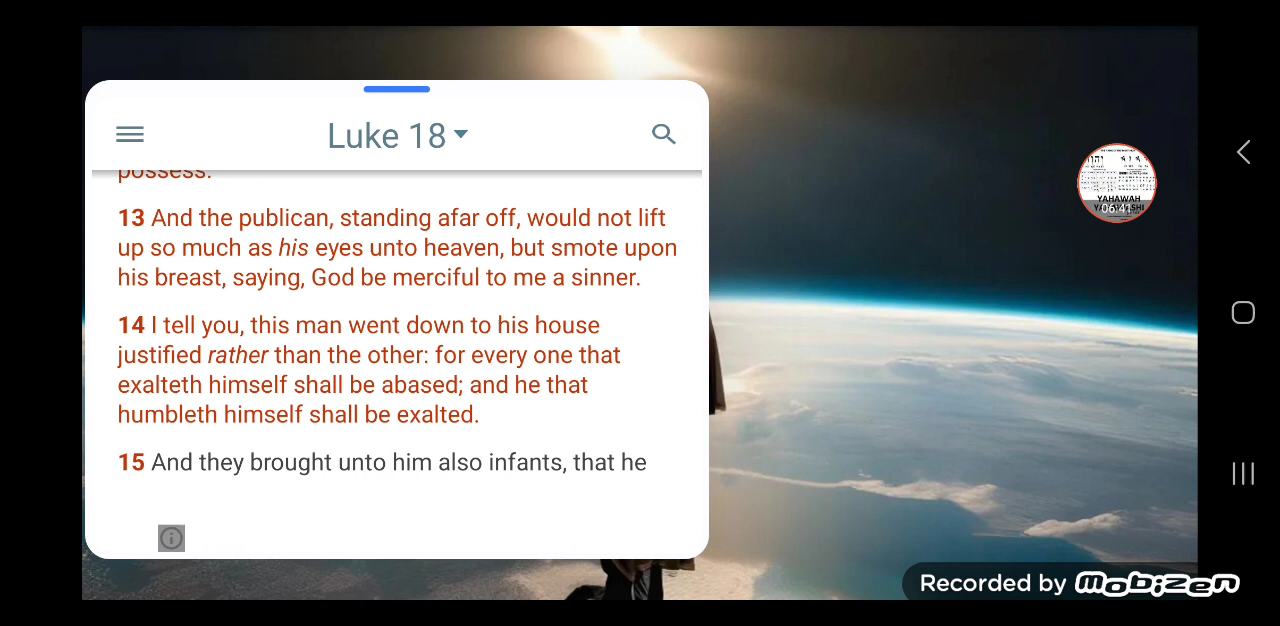 Luke 18
possess.
13 And the publican, standing afar off, would not lift
up so much as his eyes unto heaven, but smote upon
his breast, saying, God be merciful to me a sinner.
14 I tell you, this man went down to his house
justified rather than the other: for every one that
exalteth himself shall be abased; and he that
humbleth himself shall be exalted.
15 And they brought unto him also infants, that he
YAHAWAH
06:41
Recorded by Mobizen